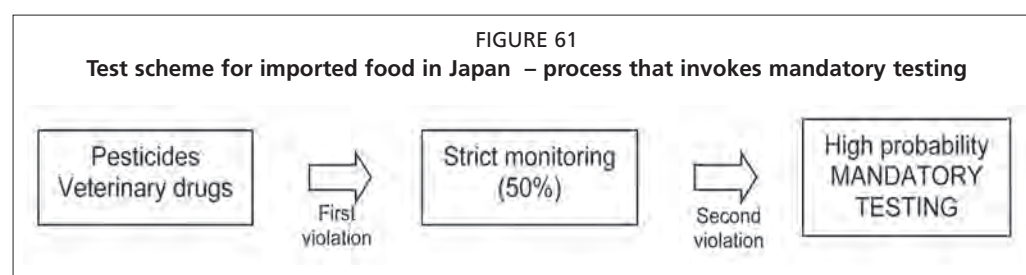 FIGURE 61
Test scheme for imported food in Japan – process that invokes mandatory testing
Pesticides
Veterinary drugs
First
violation
Strict monitoring
(50%)
Second
violation
High probability
MANDATORY
TESTING